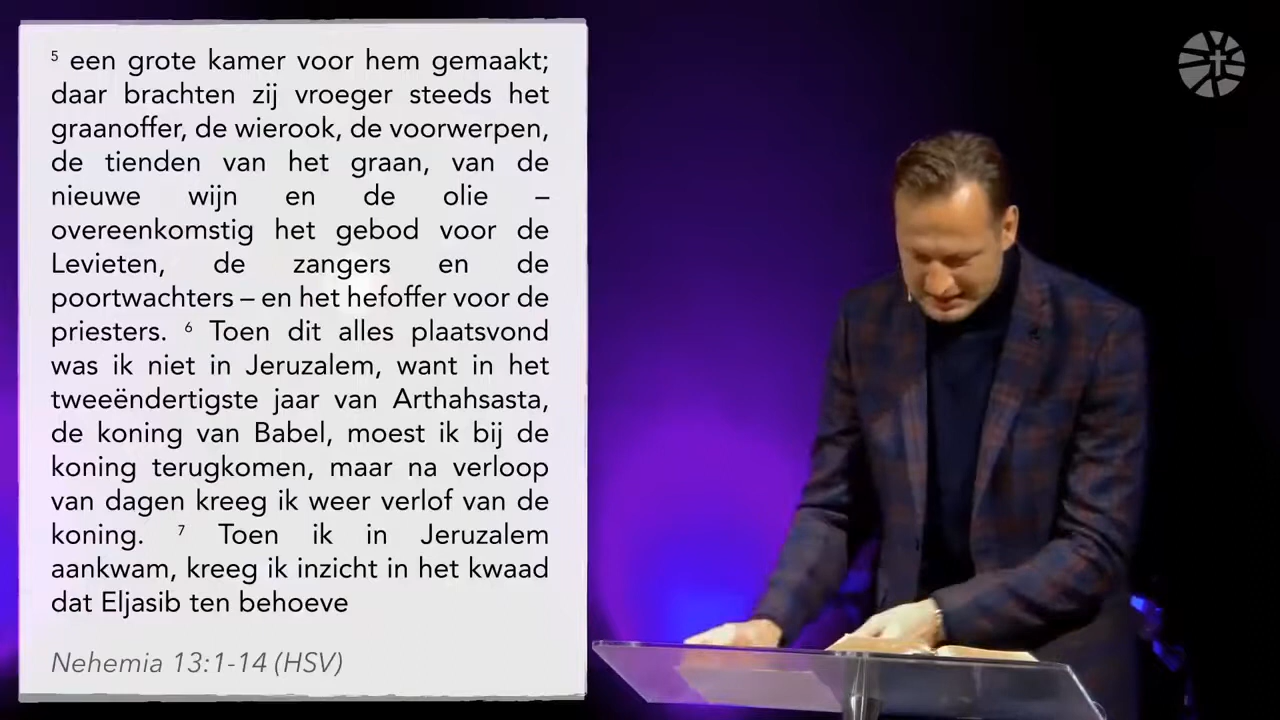 5 een grote kamer voor hem gemaakt;
daar brachten zij vroeger steeds het
graanoffer, de wierook, de voorwerpen,
de tienden van het graan, van de
nieuwe wijn en de olie –
overeenkomstig het gebod voor de
Levieten, de zangers en de
poortwachters – en het hefoffer voor de
priesters. 6 Toen dit alles plaatsvond
was ik niet in Jeruzalem, want in het
tweeëndertigste jaar van Arthahsasta,
de koning van Babel, moest ik bij de
koning terugkomen, maar na verloop
van dagen kreeg ik weer verlof van de
koning. 7 Toen ik in Jeruzalem
aankwam, kreeg ik inzicht in het kwaad
dat Eljasib ten behoeve
Nehemia 13:1-14 (HSV)